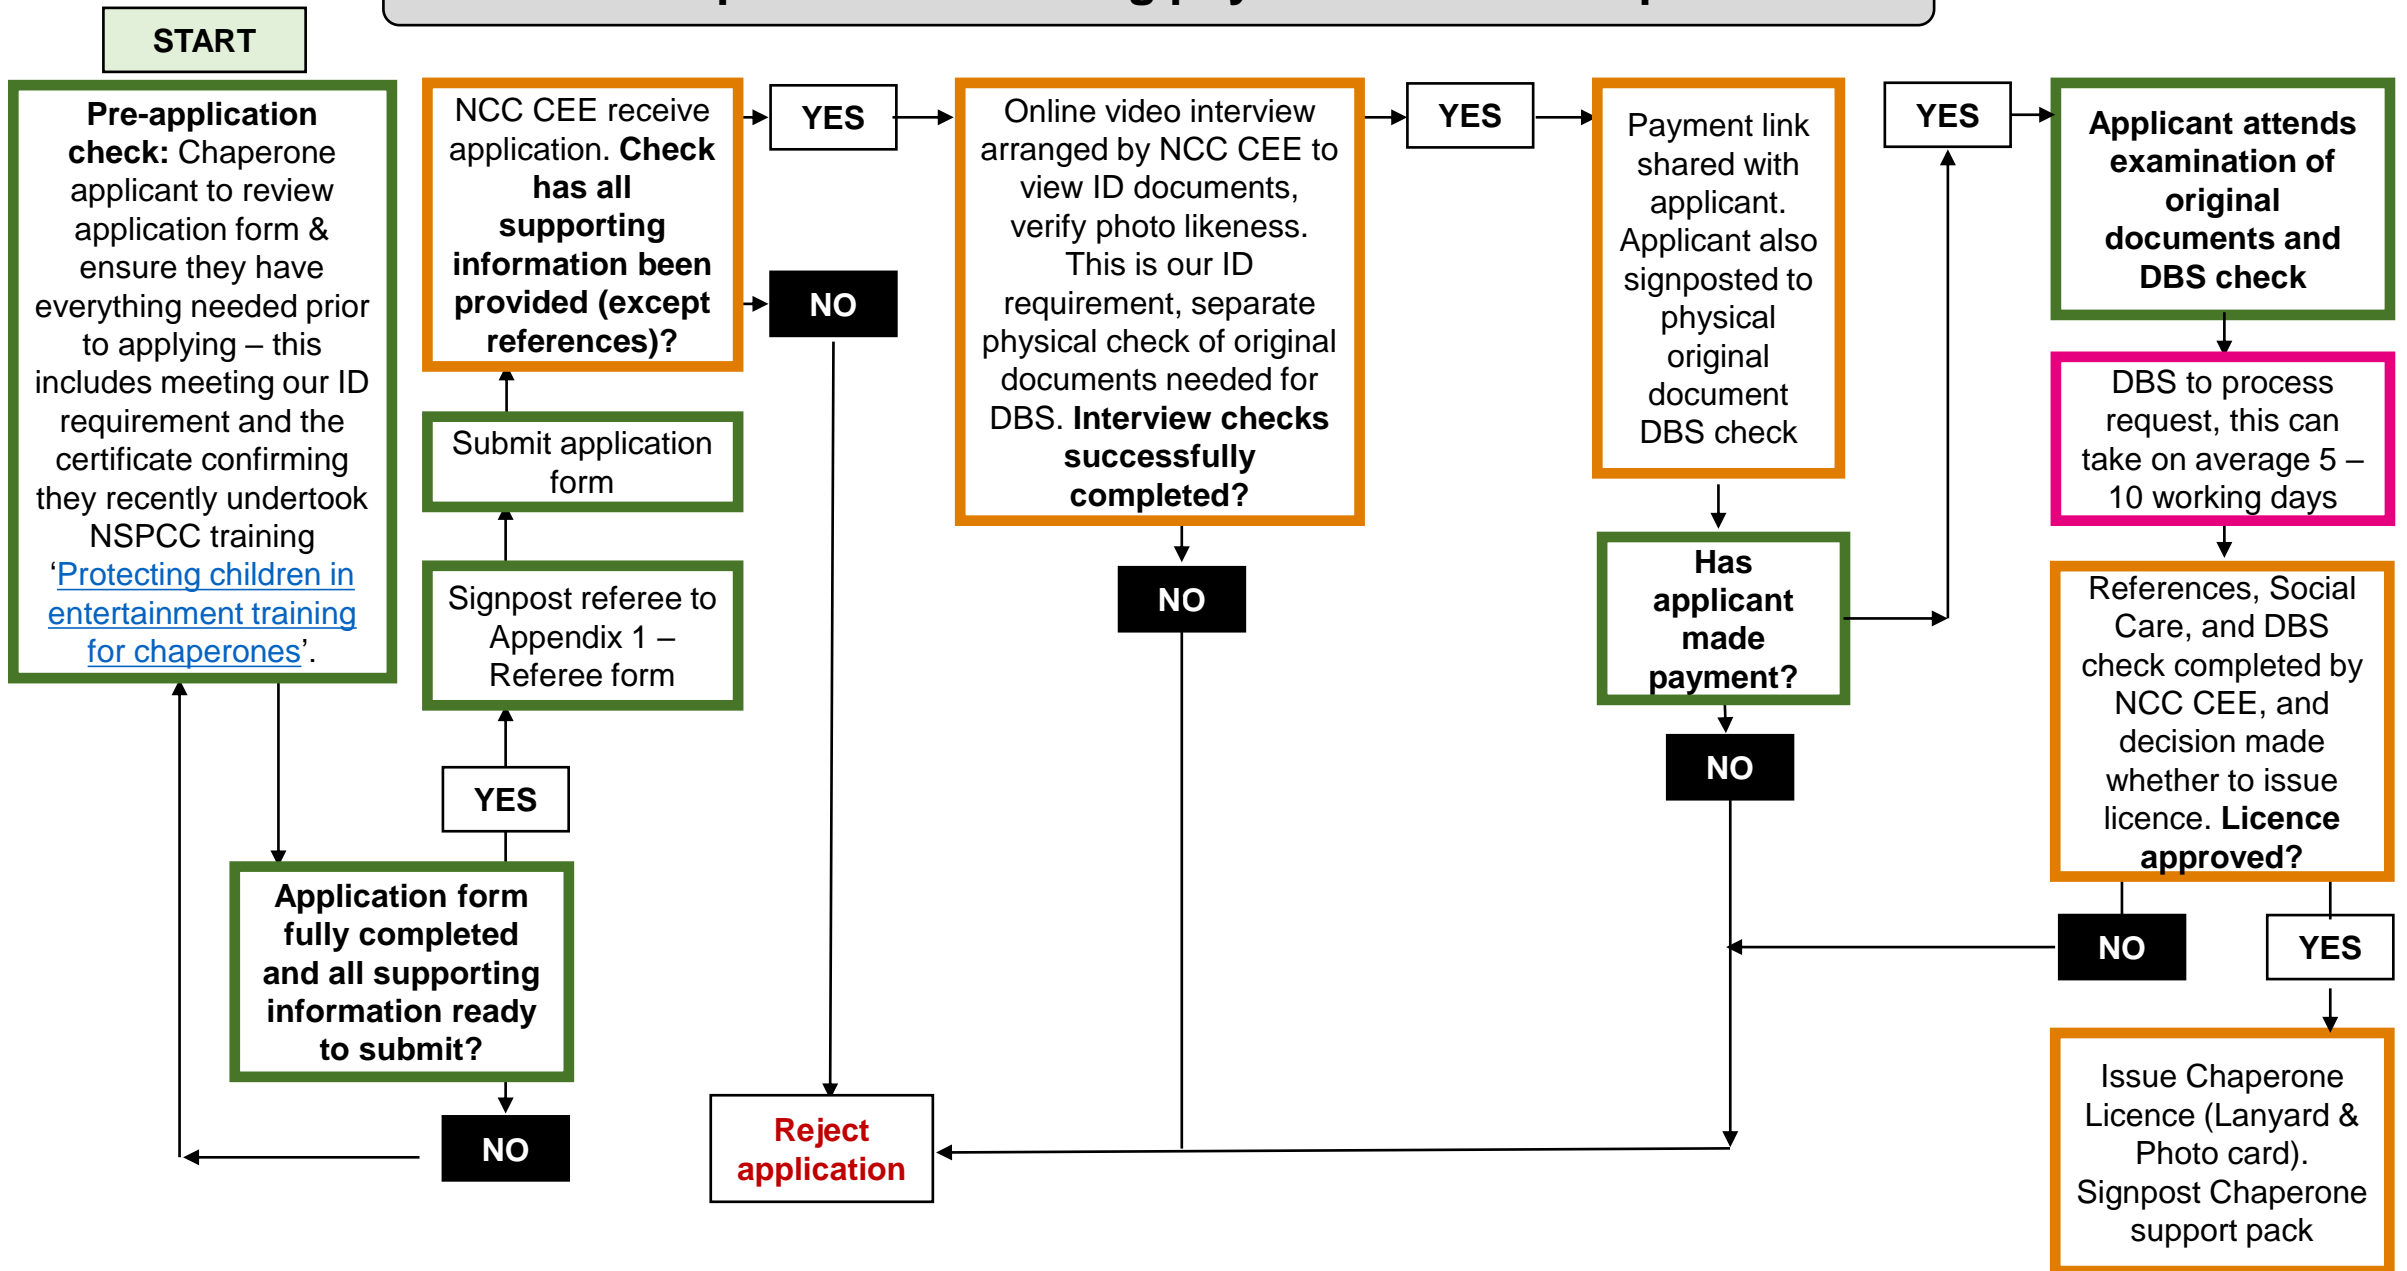 START
Pre-application
check: Chaperone
applicant to review
application form &
ensure they have
everything needed prior
to applying – this
includes meeting our ID
requirement and the
certificate confirming
they recently undertook
NSPCC training
‘Protecting children in
entertainment training
for chaperones’.
Application form
fully completed
and all supporting
information ready
to submit?
NO
YES
Signpost referee to
Appendix 1 –
Referee form
Submit application
form
NCC CEE receive
application. Check
has all
supporting
information been
provided (except
references)?
YES
NO
Online video interview
arranged by NCC CEE to
view ID documents,
verify photo likeness.
This is our ID
requirement, separate
physical check of original
documents needed for
DBS. Interview checks
successfully
completed?
YES
NO
Payment link
shared with
applicant.
Applicant also
signposted to
physical
original
document
DBS check
Has
applicant
made
payment?
YES
NO
Applicant attends
examination of
original
documents and
DBS check
DBS to process
request, this can
take on average 5 –
10 working days
References, Social
Care, and DBS
check completed by
NCC CEE, and
decision made
whether to issue
licence. Licence
approved?
NO
YES
Reject
application
Issue Chaperone
Licence (Lanyard &
Photo card).
Signpost Chaperone
support pack